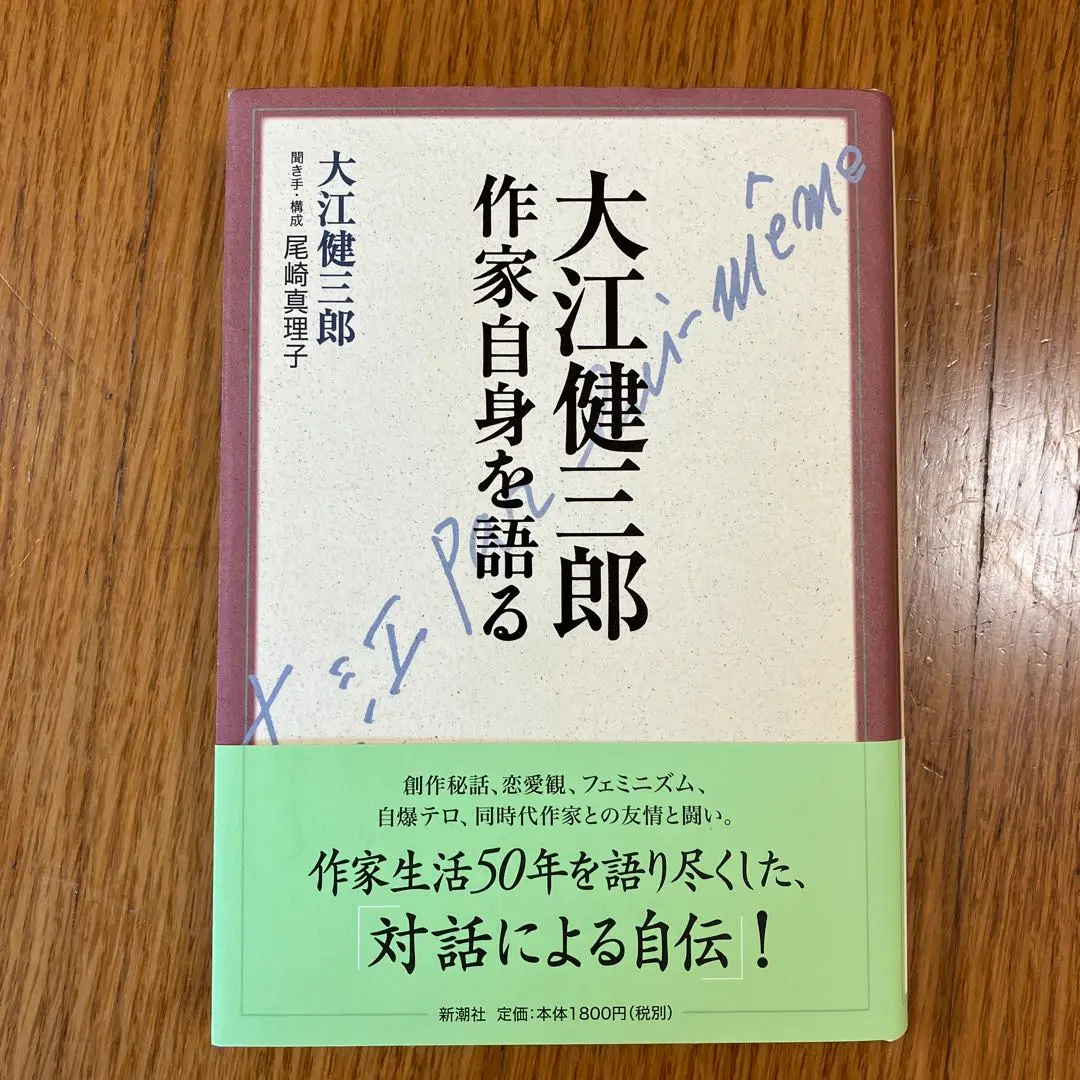 大江健三郎
作家自身を語る
大江健三郎
聞き手・構成 尾崎真理子
par lui-même
創作秘話、恋愛観、フェミニズム、
自爆テロ、同時代作家との友情と闘い。
作家生活50年を語り尽くした、
「対話による自伝」！
新潮社 定価：本体1800円（税別）